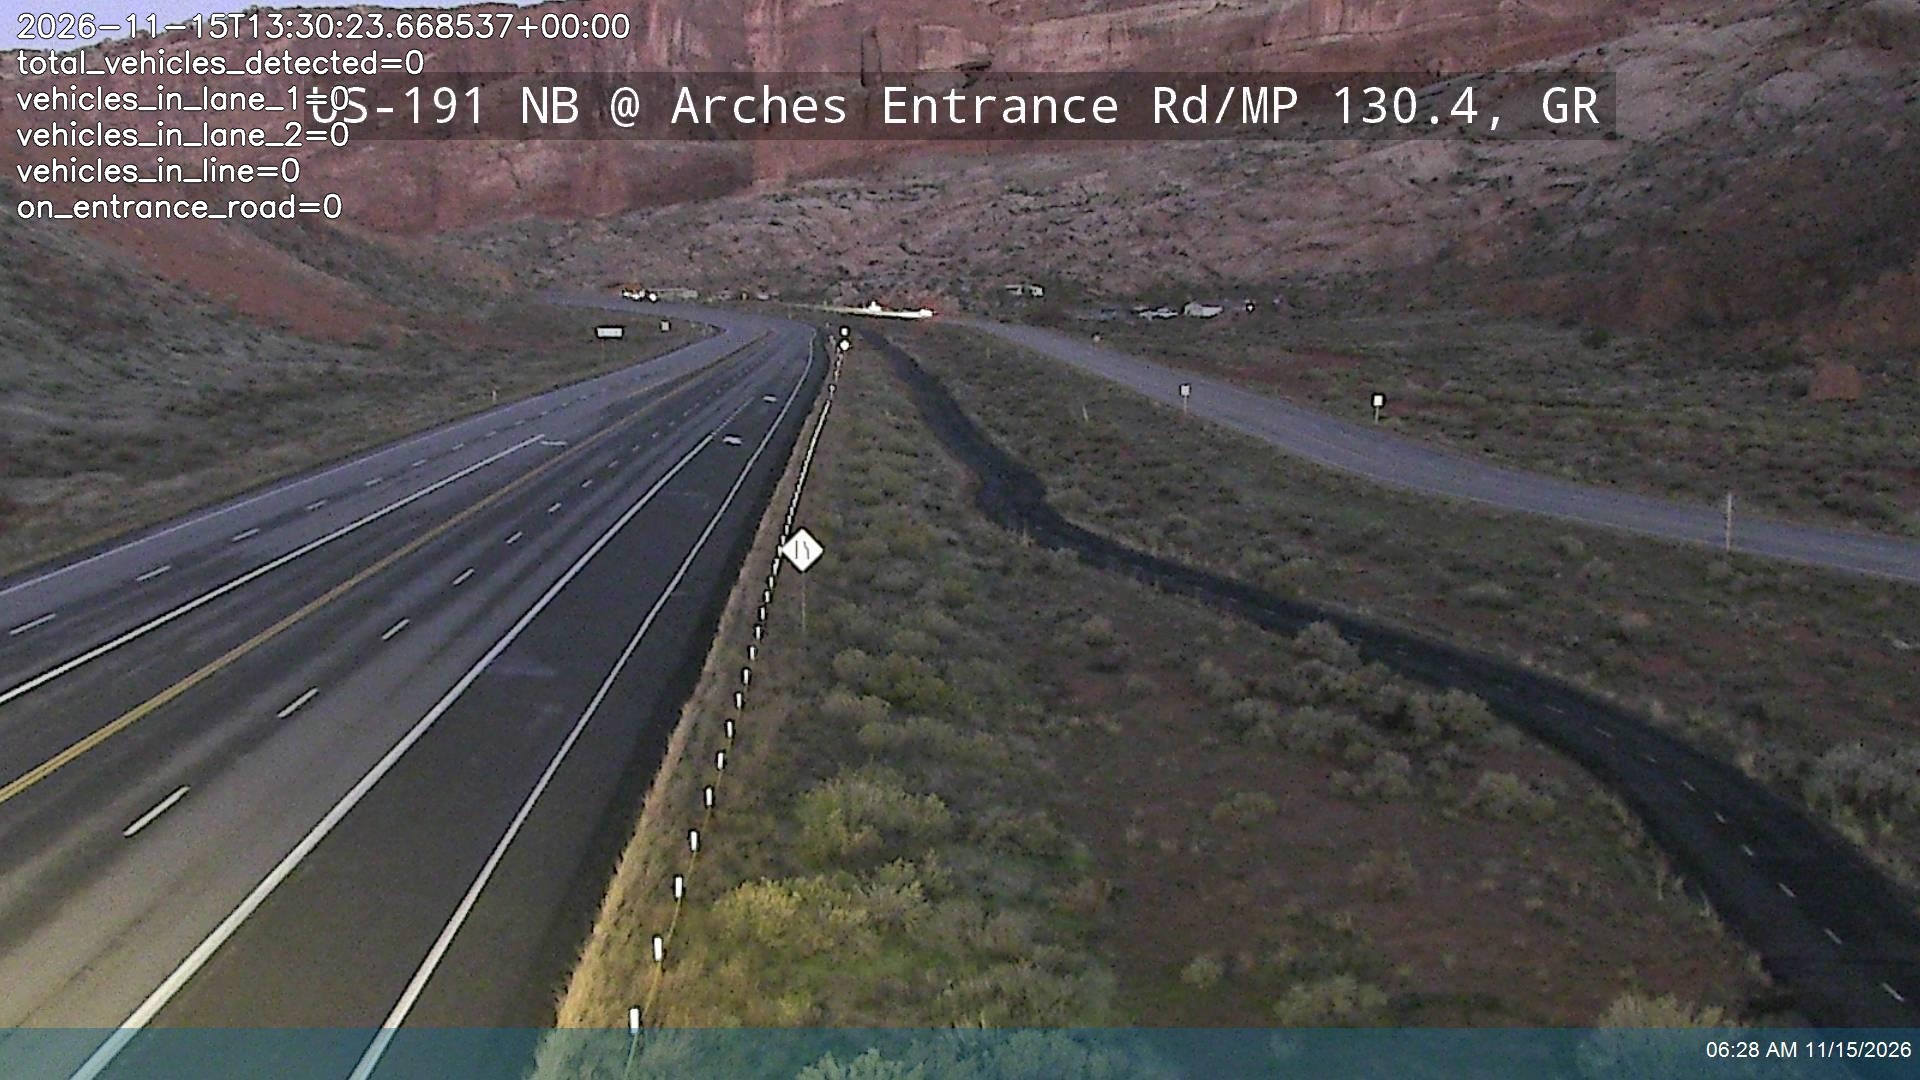 2026-11-15T13:30:23.668537+00:00
total_vehicles_detected=0
vehicles_in_lane_1=0
US-191 NB @ Arches Entrance Rd/MP 130.4, GR
vehicles_in_lane_2=0
vehicles_in_line=0
on_entrance_road=0
06:28 AM 11/15/2026